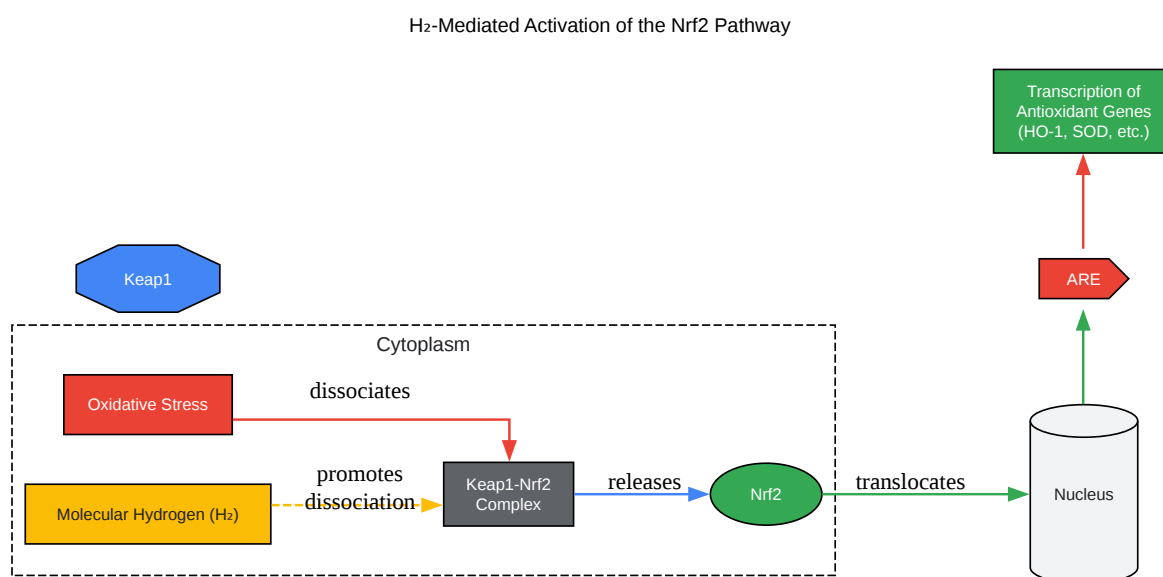 H₂-Mediated Activation of the Nrf2 Pathway
Transcription of
Antioxidant Genes
(HO-1, SOD, etc.)
Keap1
ARE
Cytoplasm
Oxidative Stress
dissociates
Molecular Hydrogen (H₂)
promotes
dissociation
Keap1-Nrf2
Complex
releases
Nrf2
translocates
Nucleus